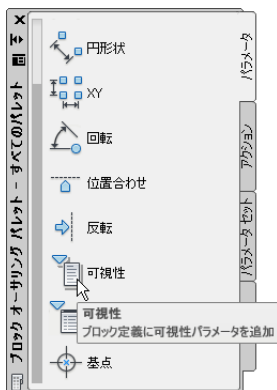 円形状
XY
回転
位置合わせ
反転
可視性
可視性
ブロック定義に可視性パラメータを追加
基点
パラメータ
アクション
パラメータ セット
ブロック オーサリング パレット - すべてのパレット